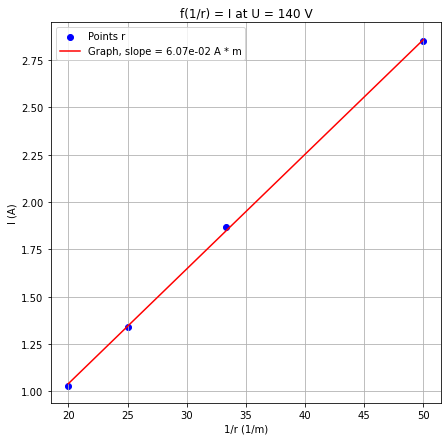 f(1/r) = I at U = 140 V
Points r
Graph, slope = 6.07e-02 A * m
2.75
2.50
2.25
2.00
1.75
1.50
1.25
1.00
I (A)
20 25 30 35 40 45 50
1/r (1/m)